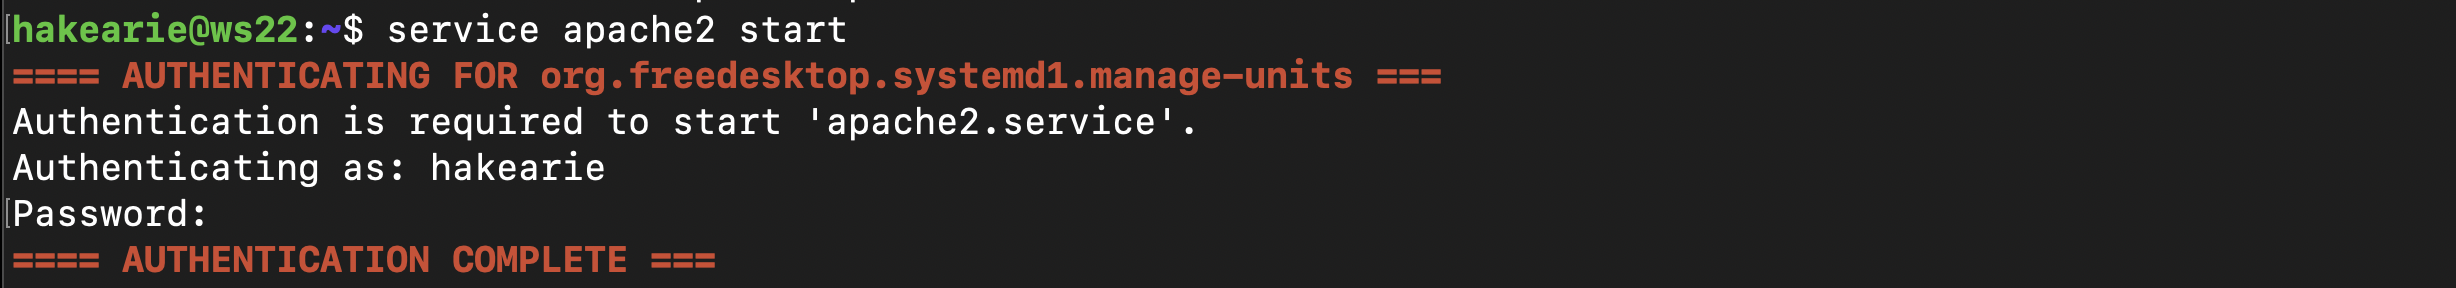 hakearie@ws22:~$ service apache2 start
==== AUTHENTICATING FOR org.freedesktop.systemd1.manage-units ===
Authentication is required to start 'apache2.service'.
Authenticating as: hakearie
Password:
==== AUTHENTICATION COMPLETE ===